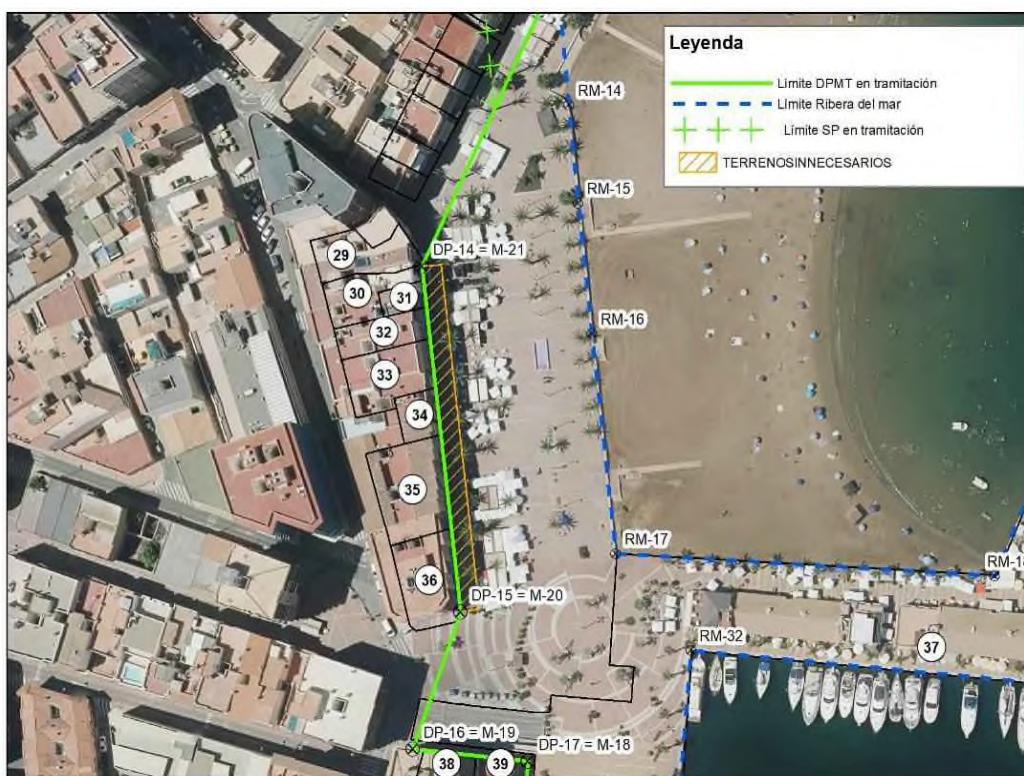 Leyenda
Límite DPMT en tramitación
Límite Ribera del mar
Límite SP en tramitación
TERRENOSINNECESARIOS
RM-14
RM-15
DP-14 = M-21
29
30
31
RM-16
32
33
34
35
RM-17
RM-18
36
DP-15 = M-20
RM-32
37
DP-16 = M-19
DP-17 = M-18
38
39